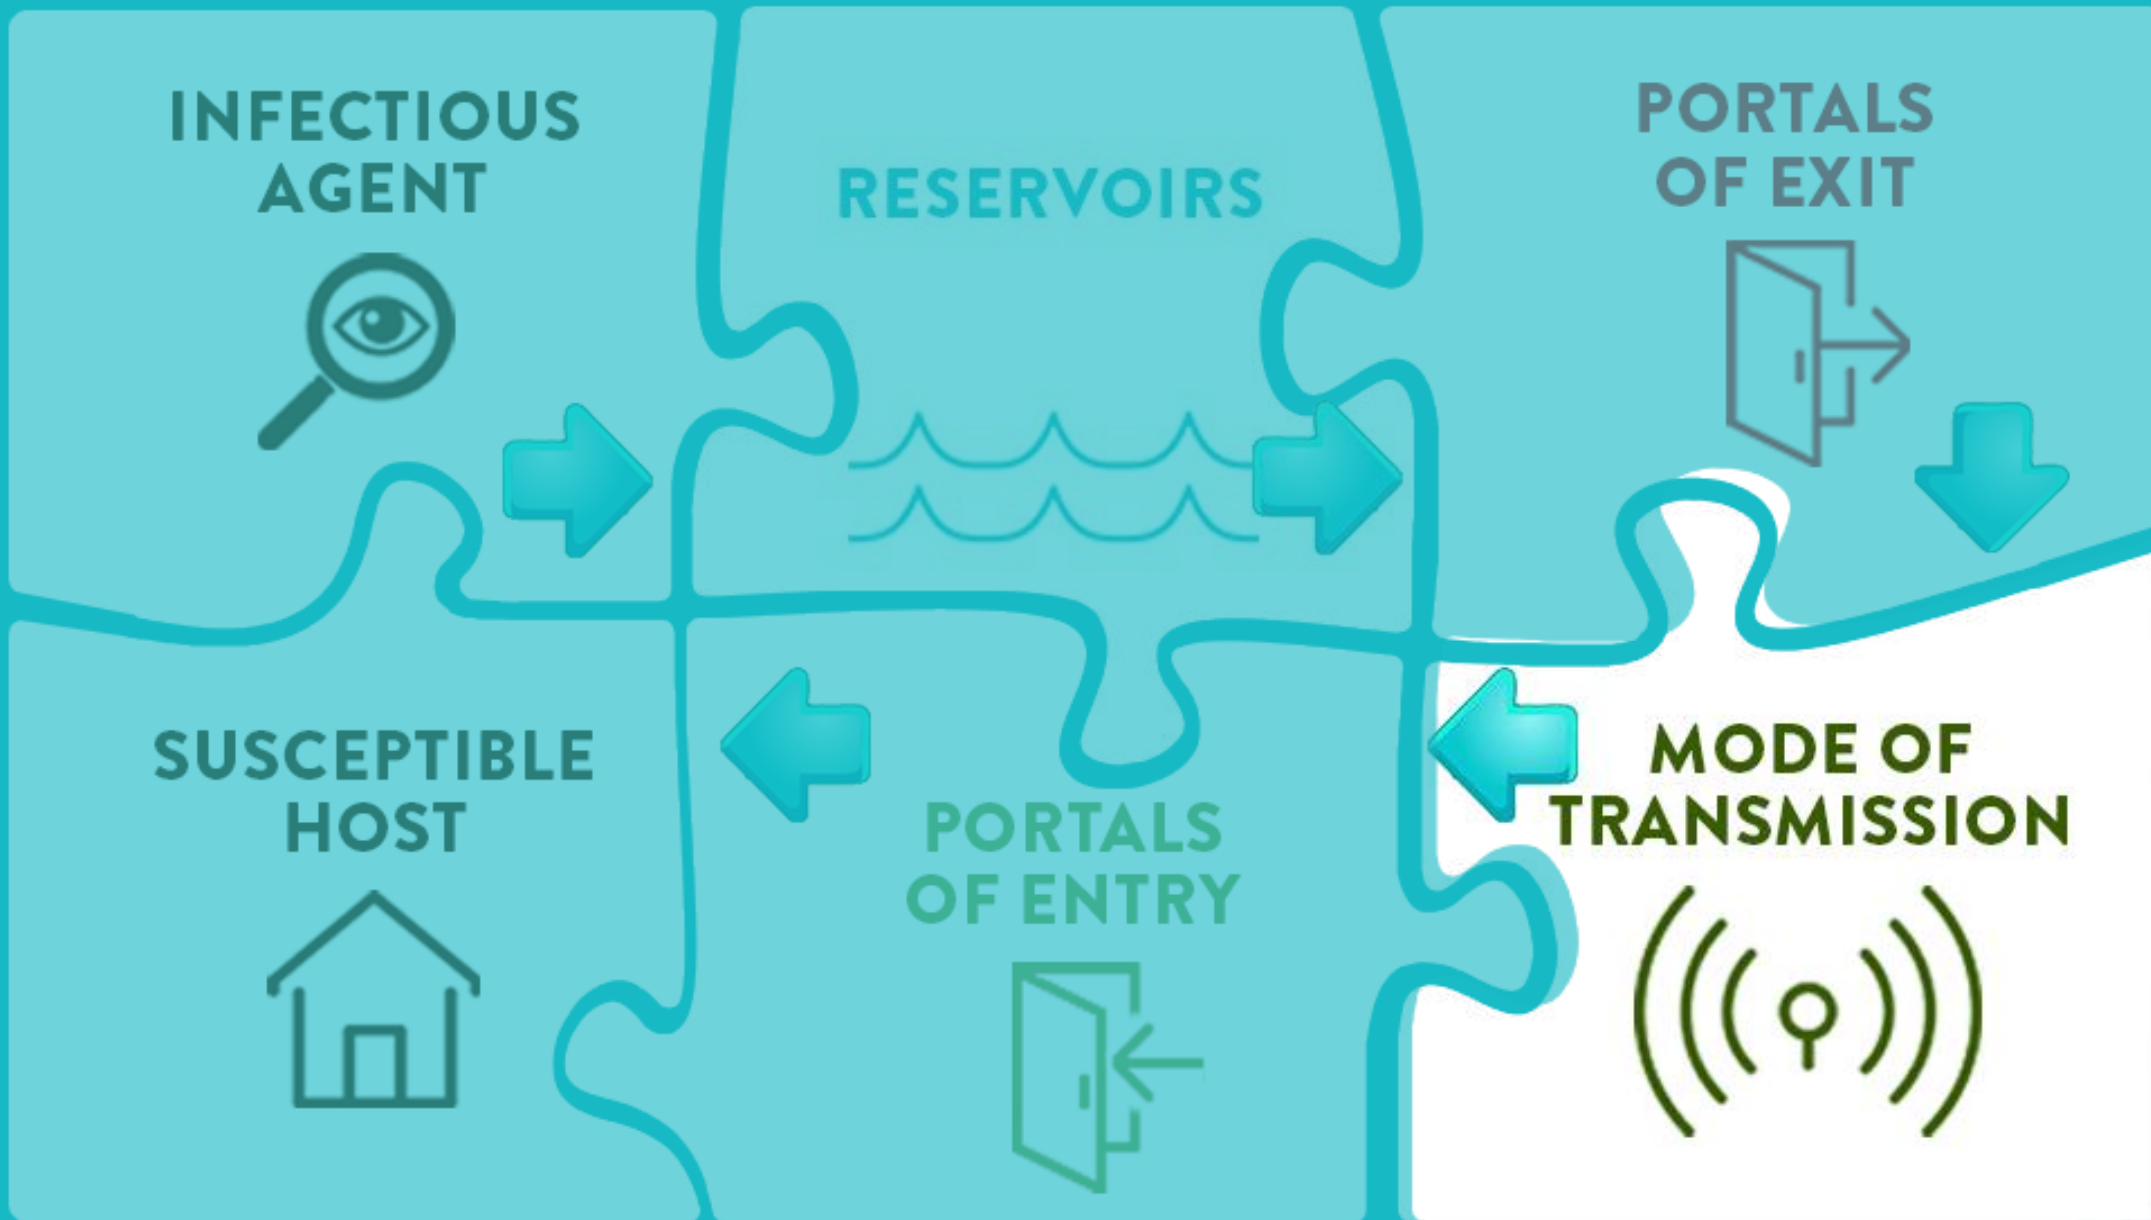 INFECTIOUS
AGENT
RESERVOIRS
PORTALS
OF EXIT
SUSCEPTIBLE
HOST
PORTALS
OF ENTRY
MODE OF
TRANSMISSION